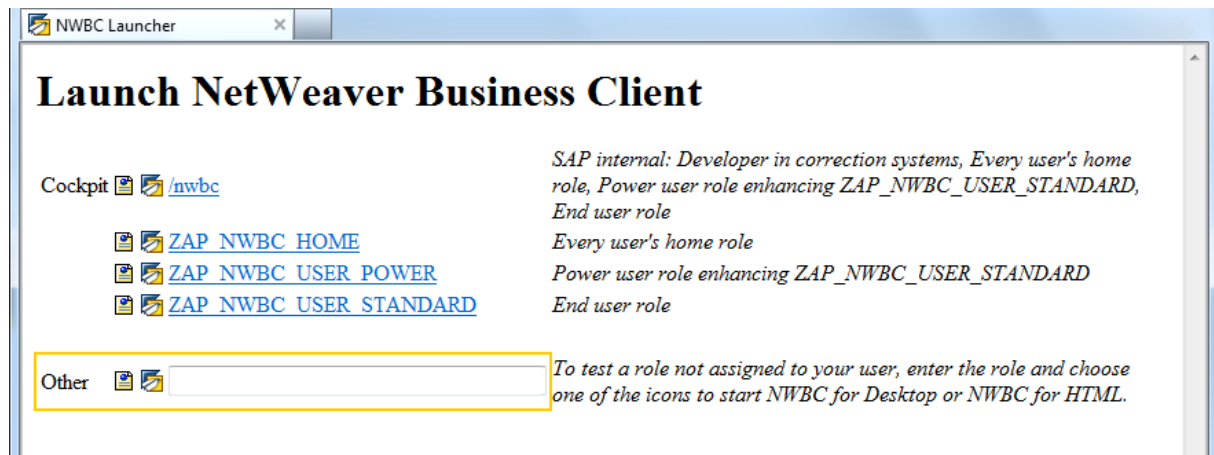 NWBC Launcher
Launch NetWeaver Business Client
SAP internal: Developer in correction systems, Every user's home
Cockpit /nwbc role, Power user role enhancing ZAP_NWBC_USER_STANDARD,
End user role
ZAP_NWBC_HOME Every user's home role
ZAP_NWBC_USER_POWER Power user role enhancing ZAP_NWBC_USER_STANDARD
ZAP_NWBC_USER_STANDARD End user role
Other To test a role not assigned to your user, enter the role and choose
one of the icons to start NWBC for Desktop or NWBC for HTML.